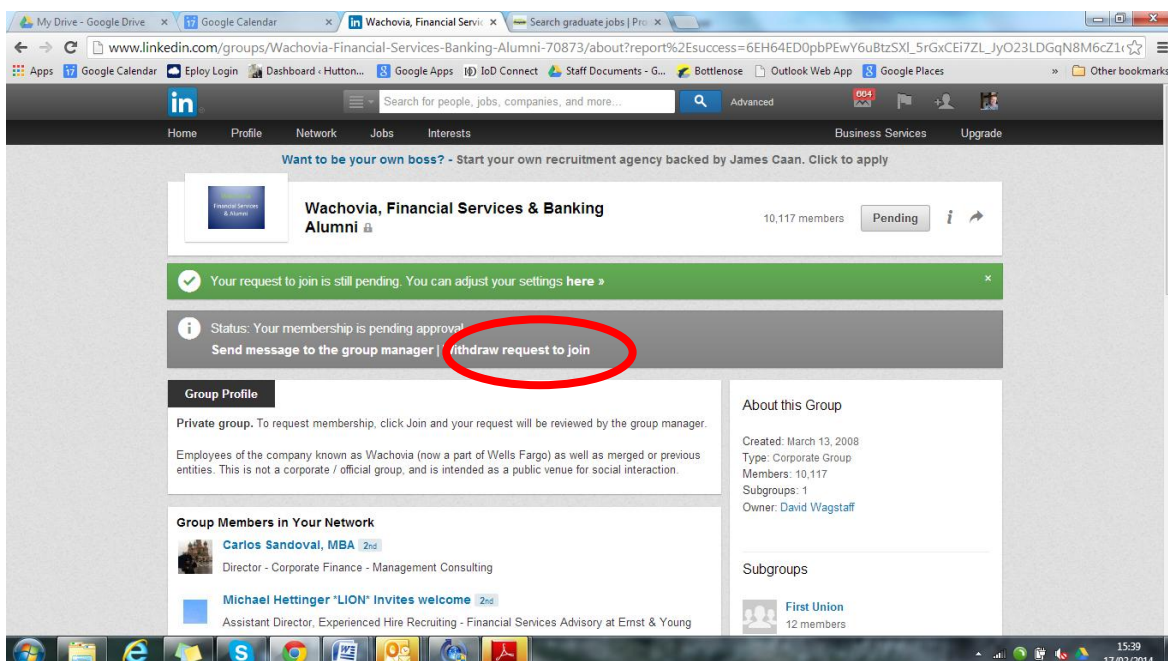 My Drive - Google Drive
Google Calendar
Wachovia, Financial Servic
Search graduate jobs | Pro
www.linkedin.com/groups/Wachovia-Financial-Services-Banking-Alumni-70873/about?report%2Esuccess=6EH64ED0pbPEwY6uBtzSXl_5rGxCEi7ZL_JyO23LDGqN8M6cZ1
Apps Google Calendar Eploy Login Dashboard ‹ Hutton... Google Apps IoD Connect Staff Documents - G... Bottlenose Outlook Web App Google Places » Other bookmarks
in Search for people, jobs, companies, and more... Advanced 664
Home Profile Network Jobs Interests Business Services Upgrade
Want to be your own boss? - Start your own recruitment agency backed by James Caan. Click to apply
Financial Services
& Alumni
Wachovia, Financial Services & Banking
Alumni
10,117 members Pending i
Your request to join is still pending. You can adjust your settings here » ×
Status: Your membership is pending approval
Send message to the group manager | Withdraw request to join
Group Profile
Private group. To request membership, click Join and your request will be reviewed by the group manager.
Employees of the company known as Wachovia (now a part of Wells Fargo) as well as merged or previous
entities. This is not a corporate / official group, and is intended as a public venue for social interaction.
Group Members in Your Network
Carlos Sandoval, MBA 2nd
Director - Corporate Finance - Management Consulting
Michael Hettinger *LION* Invites welcome 2nd
Assistant Director, Experienced Hire Recruiting - Financial Services Advisory at Ernst & Young
About this Group
Created: March 13, 2008
Type: Corporate Group
Members: 10,117
Subgroups: 1
Owner: David Wagstaff
Subgroups
First Union
12 members
15:39
17/02/2014